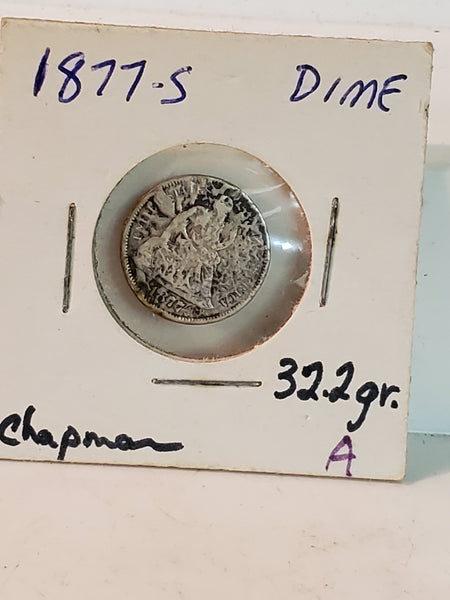 1877-S DIME
32.2gr.
Chapman A